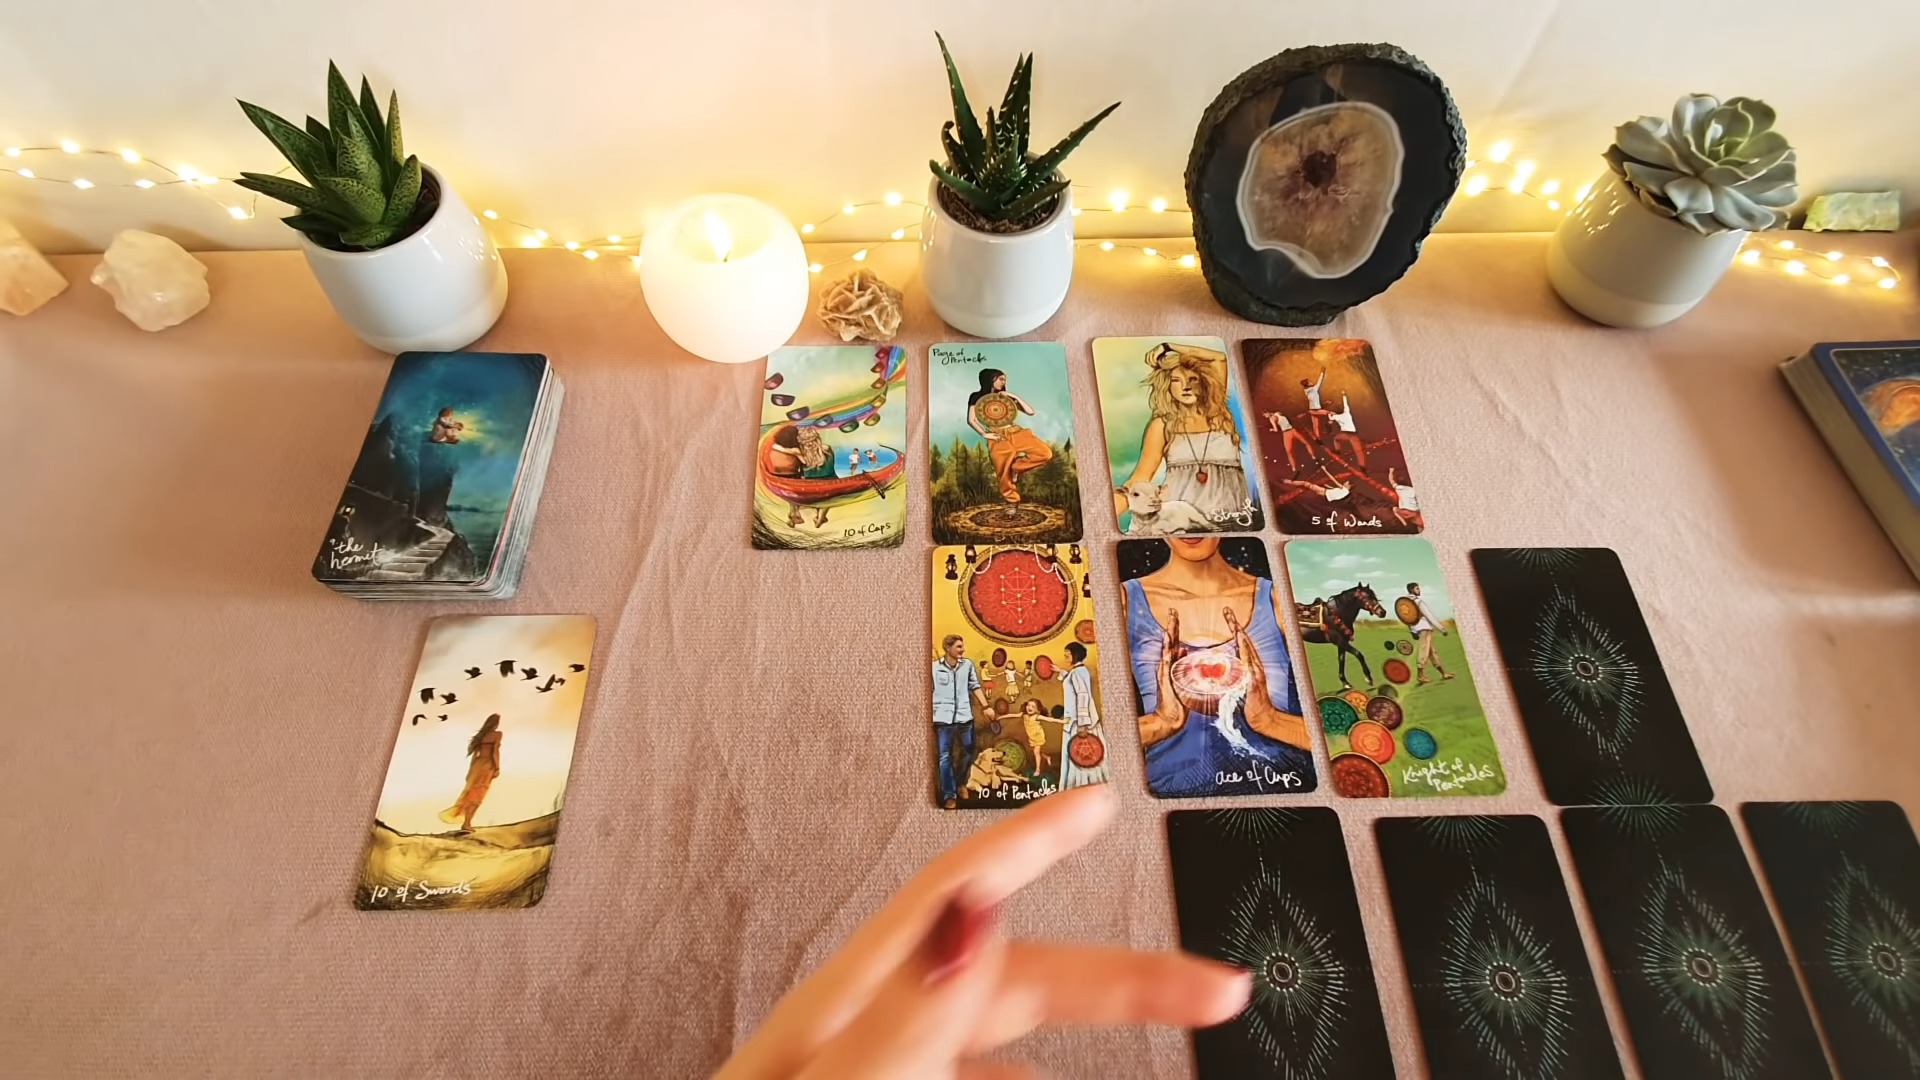 Page of
Pentacles
10 of Cups
Strength
5 of Wands
9. the
hermit
10 of Pentacles
ace of Cups
Knight of
Pentacles
10 of Swords